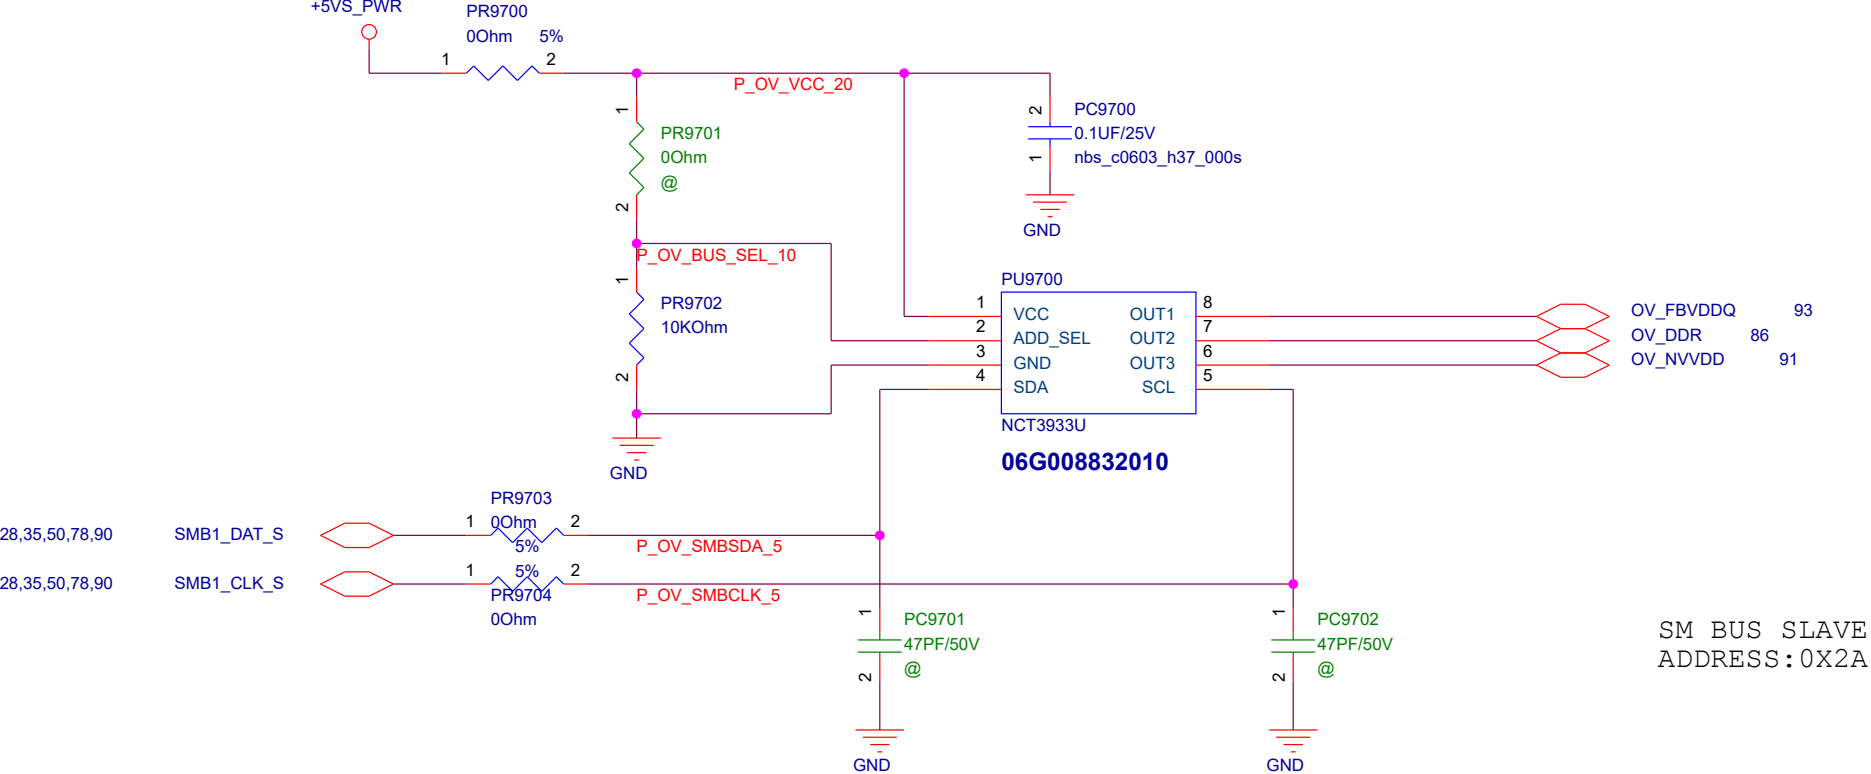 +5VS_PWR
PR9700
0Ohm 5%
1 2
P_OV_VCC_20
1
PR9701
0Ohm
@
2
2
PC9700
0.1UF/25V
nbs_c0603_h37_000s
1
GND
P_OV_BUS_SEL_10
1
PR9702
10KOhm
2
GND
PU9700
1 VCC OUT1 8
2 ADD_SEL OUT2 7
3 GND OUT3 6
4 SDA SCL 5
NCT3933U
06G008832010
OV_FBVDDQ 93
OV_DDR 86
OV_NVVDD 91
PR9703
28,35,50,78,90 SMB1_DAT_S 1 0Ohm 2
5% P_OV_SMBSDA_5
28,35,50,78,90 SMB1_CLK_S 1 5% 2
PR9704 P_OV_SMBCLK_5
0Ohm
1
PC9701
47PF/50V
@
2
GND
1
PC9702
47PF/50V
@
2
GND
SM BUS SLAVE
ADDRESS:0X2A